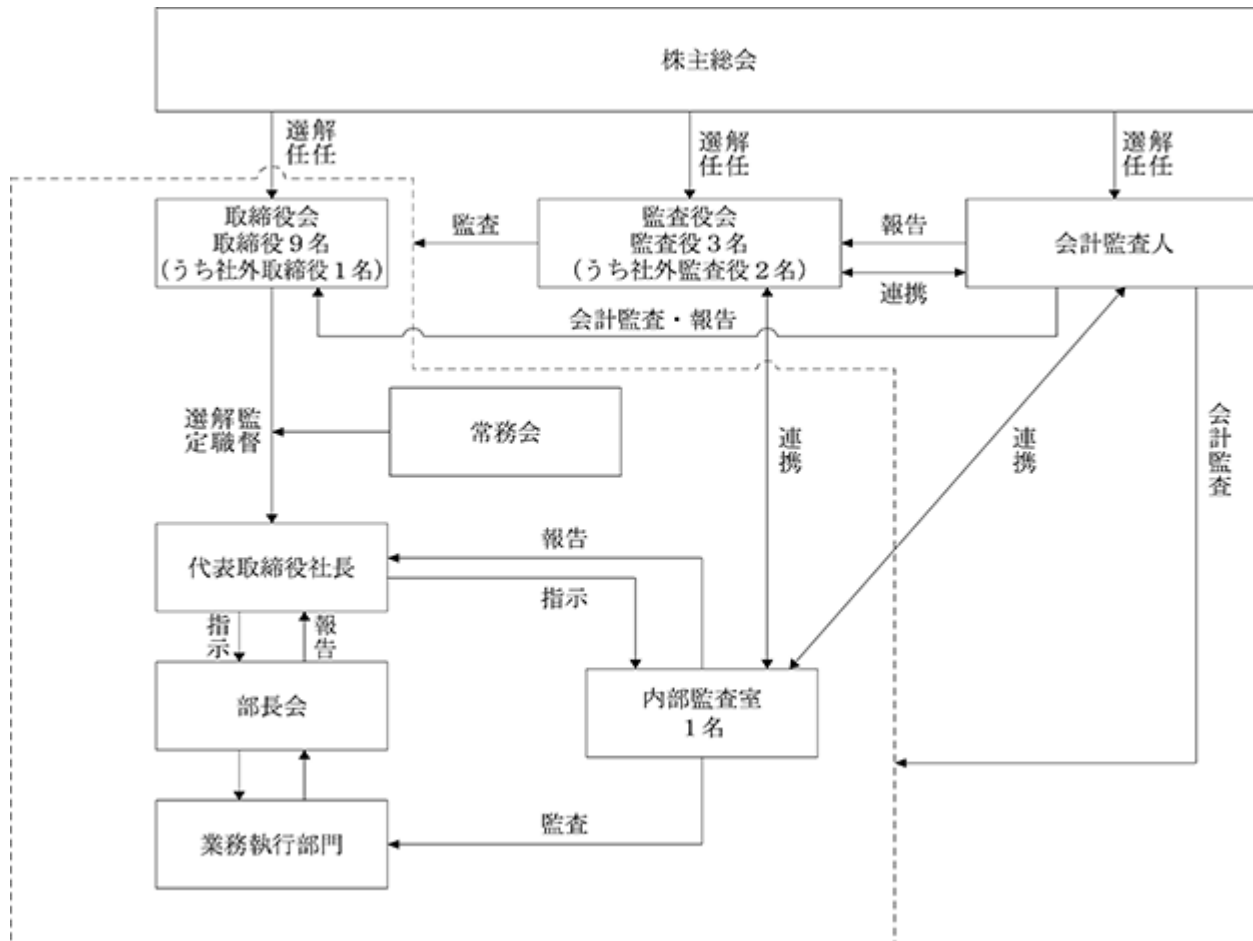 株主総会
選任
解任
選任
解任
選任
解任
取締役会
取締役９名
(うち社外取締役１名)
監査
監査役会
監査役３名
(うち社外監査役２名)
報告
連携
会計監査人
会計監査・報告
選定
解職
監督
常務会
連携
連携
会計監査
代表取締役社長
報告
指示
指示
報告
部長会
内部監査室
１名
監査
業務執行部門